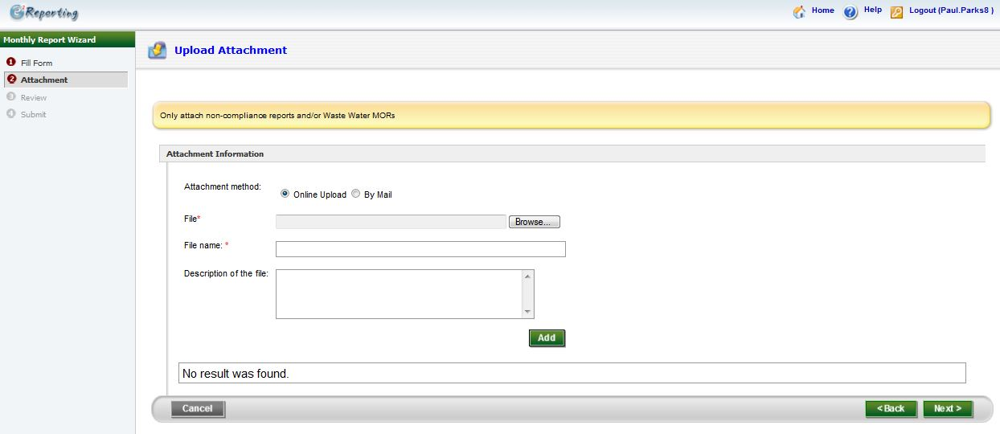 e2Reporting
Home Help Logout (Paul.Parks8 )
Monthly Report Wizard
1 Fill Form
2 Attachment
3 Review
4 Submit
Upload Attachment
Only attach non-compliance reports and/or Waste Water MORs
Attachment Information
Attachment method: Online Upload By Mail
File* Browse...
File name: *
Description of the file:
Add
No result was found.
Cancel <Back Next >